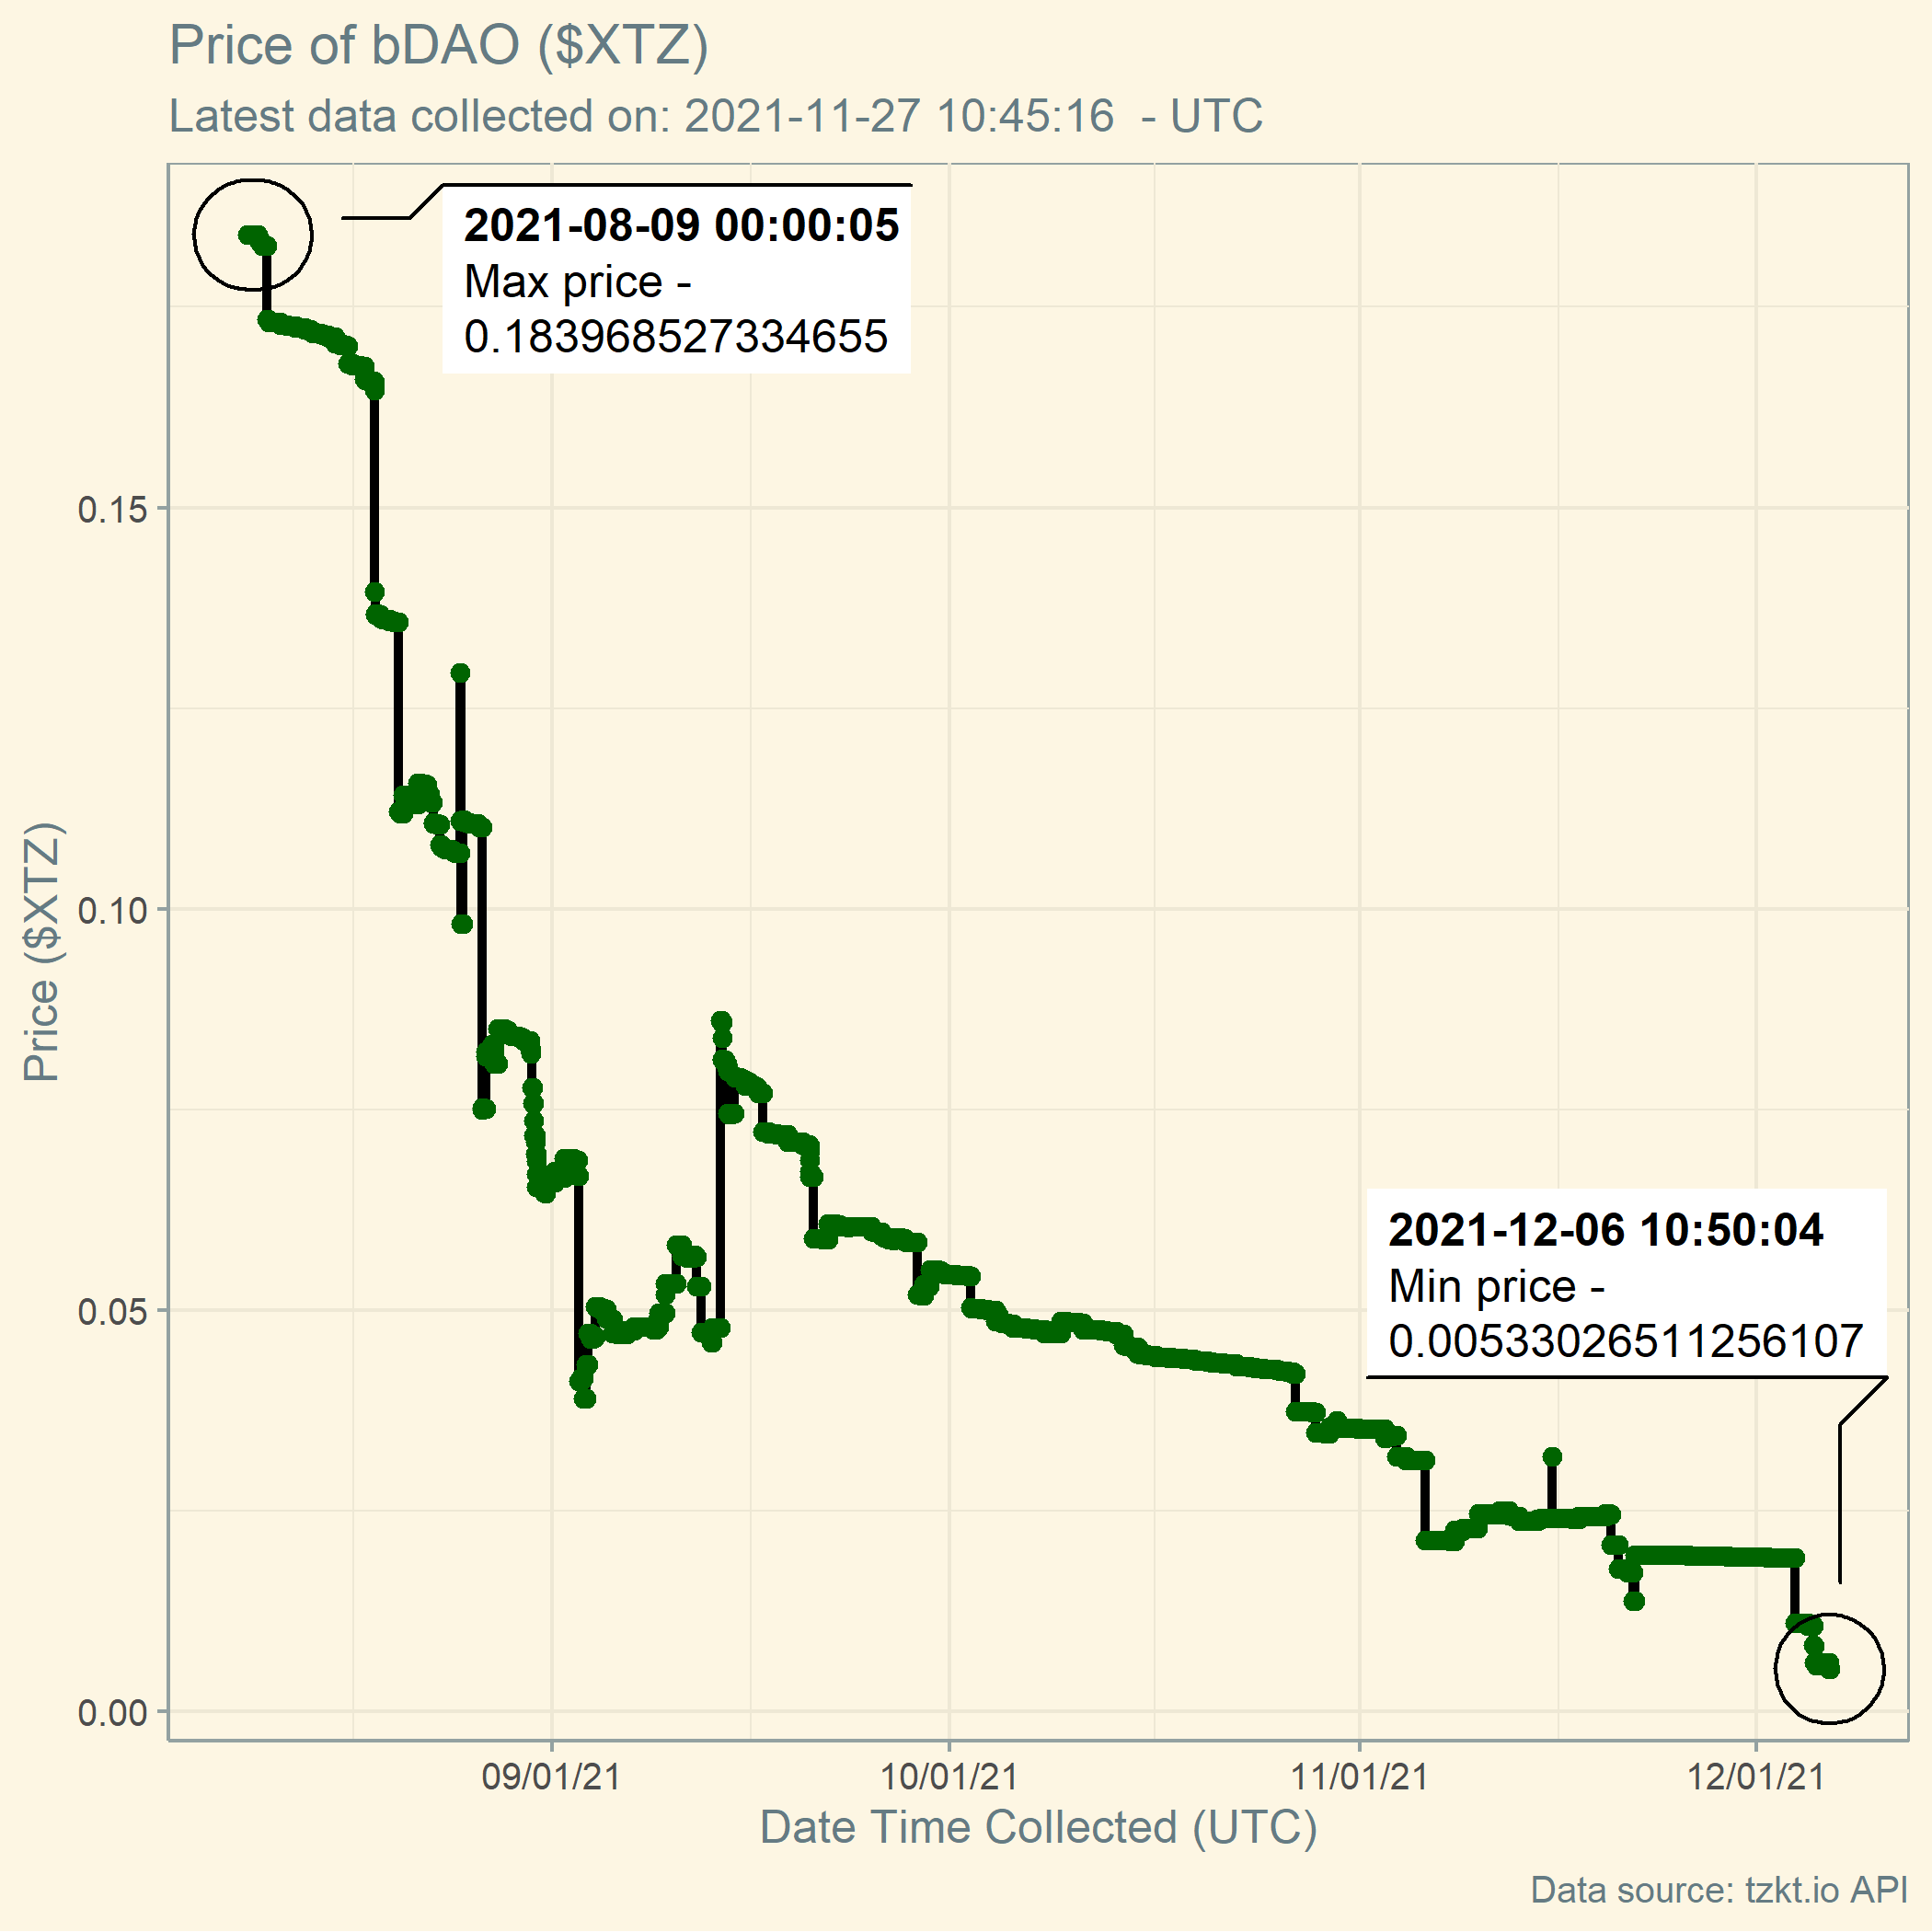 Price of bDAO ($XTZ)
Latest data collected on: 2021-11-27 10:45:16  - UTC
2021-08-09 00:00:05
Max price -
0.183968527334655
0.15
0.10
0.05
0.00
Price ($XTZ)
2021-12-06 10:50:04
Min price -
0.00533026511256107
09/01/21
10/01/21
11/01/21
12/01/21
Date Time Collected (UTC)
Data source: tzkt.io API